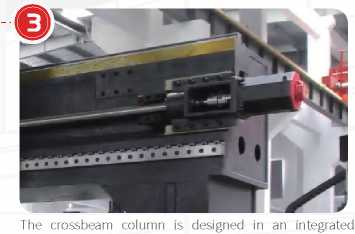 3
The crossbeam column is designed in an integrated